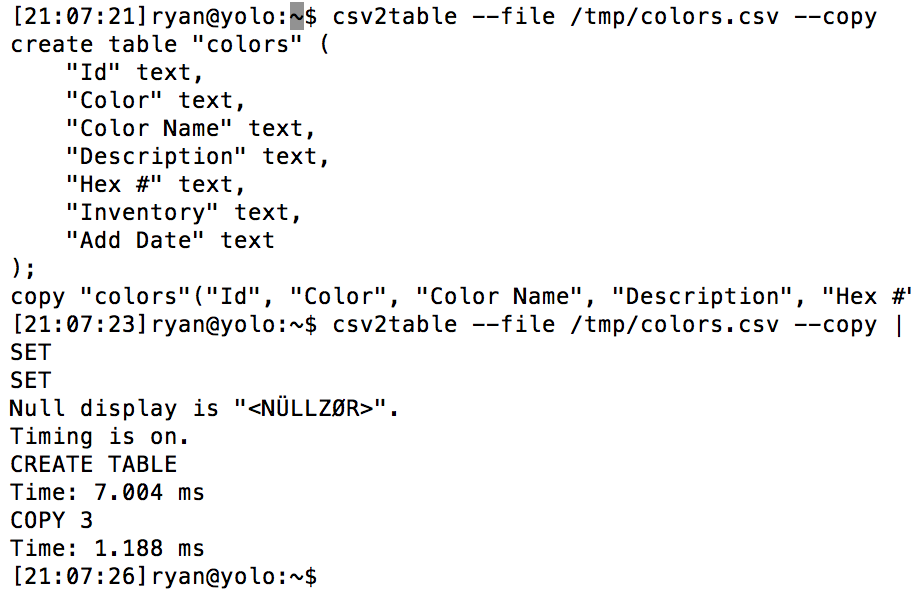 [21:07:21]ryan@yolo:~$ csv2table --file /tmp/colors.csv --copy
create table "colors" (
    "Id" text,
    "Color" text,
    "Color Name" text,
    "Description" text,
    "Hex #" text,
    "Inventory" text,
    "Add Date" text
);
copy "colors"("Id", "Color", "Color Name", "Description", "Hex #"
[21:07:23]ryan@yolo:~$ csv2table --file /tmp/colors.csv --copy |
SET
SET
Null display is "<NÜLLZØR>".
Timing is on.
CREATE TABLE
Time: 7.004 ms
COPY 3
Time: 1.188 ms
[21:07:26]ryan@yolo:~$